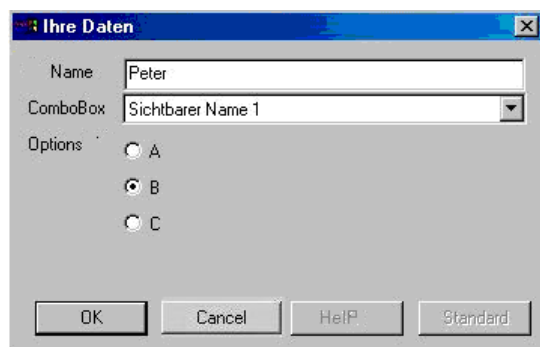 Ihre Daten
Name Peter
ComboBox Sichtbarer Name 1
Options A
B
C
OK Cancel HelP Standard